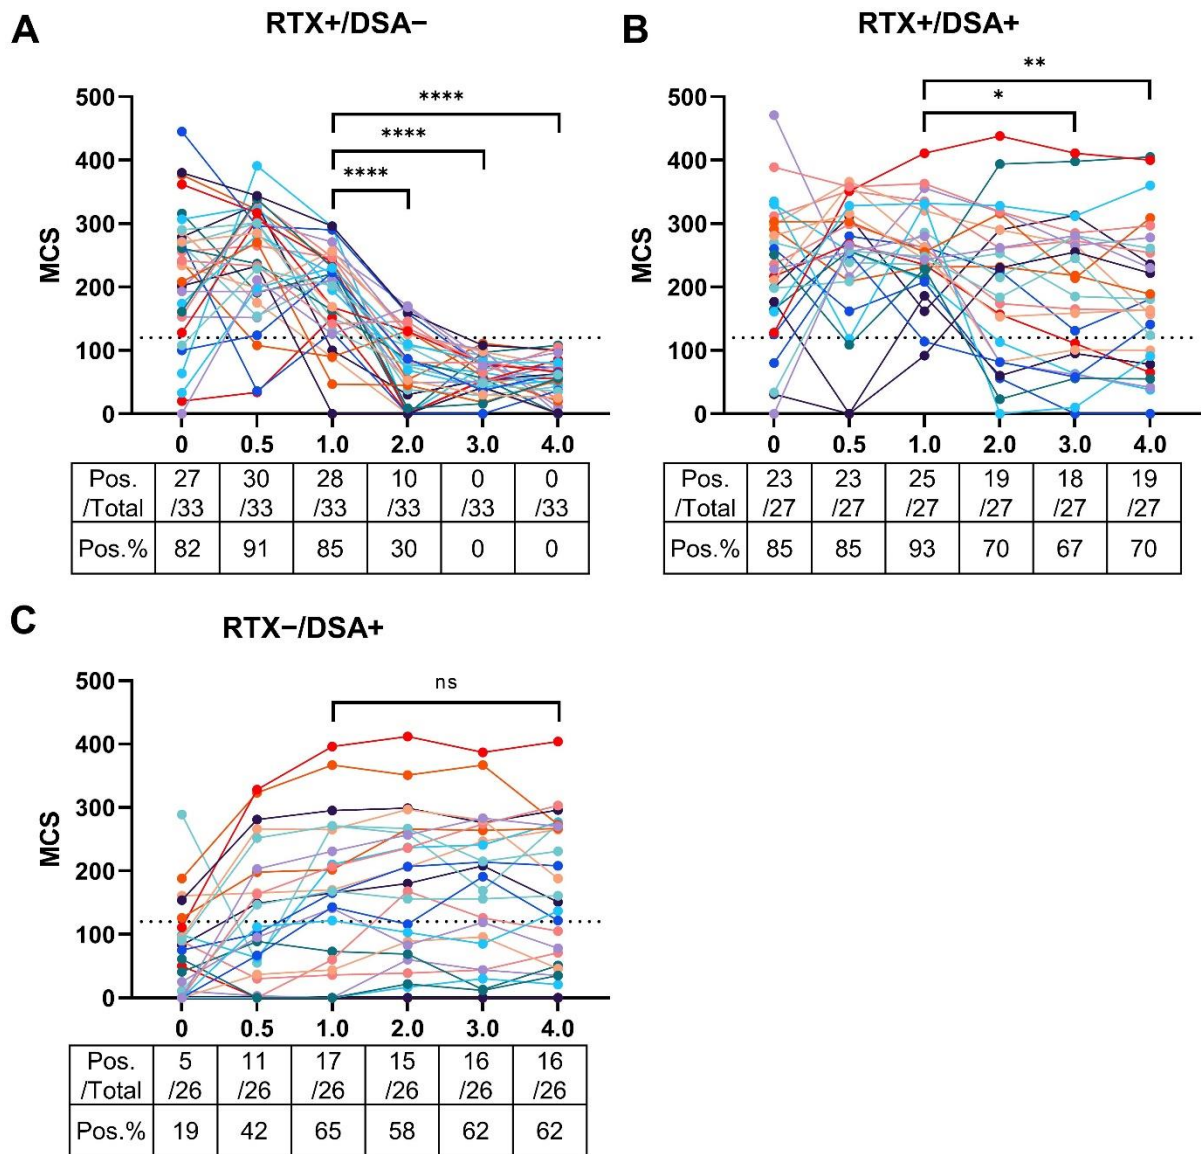 A
RTX+/DSA−
MCS
500
400
300
200
100
0
****
****
****
0 0.5 1.0 2.0 3.0 4.0
Pos. 27 30 28 10 0 0
/Total /33 /33 /33 /33 /33 /33
Pos.% 82 91 85 30 0 0
B
RTX+/DSA+
MCS
500
400
300
200
100
0
**
*
0 0.5 1.0 2.0 3.0 4.0
Pos. 23 23 25 19 18 19
/Total /27 /27 /27 /27 /27 /27
Pos.% 85 85 93 70 67 70
C
RTX−/DSA+
MCS
500
400
300
200
100
0
ns
0 0.5 1.0 2.0 3.0 4.0
Pos. 5 11 17 15 16 16
/Total /26 /26 /26 /26 /26 /26
Pos.% 19 42 65 58 62 62